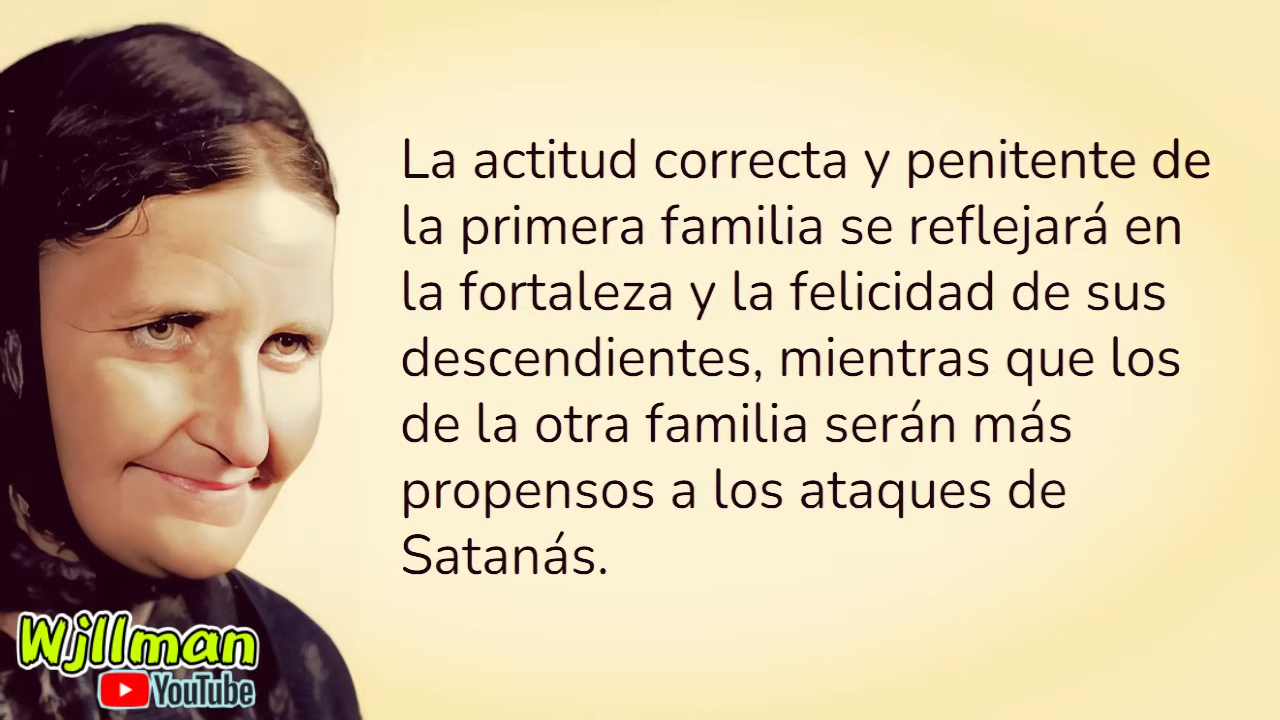 La actitud correcta y penitente de
la primera familia se reflejará en
la fortaleza y la felicidad de sus
descendientes, mientras que los
de la otra familia serán más
propensos a los ataques de
Satanás.
Wjllman
YouTube